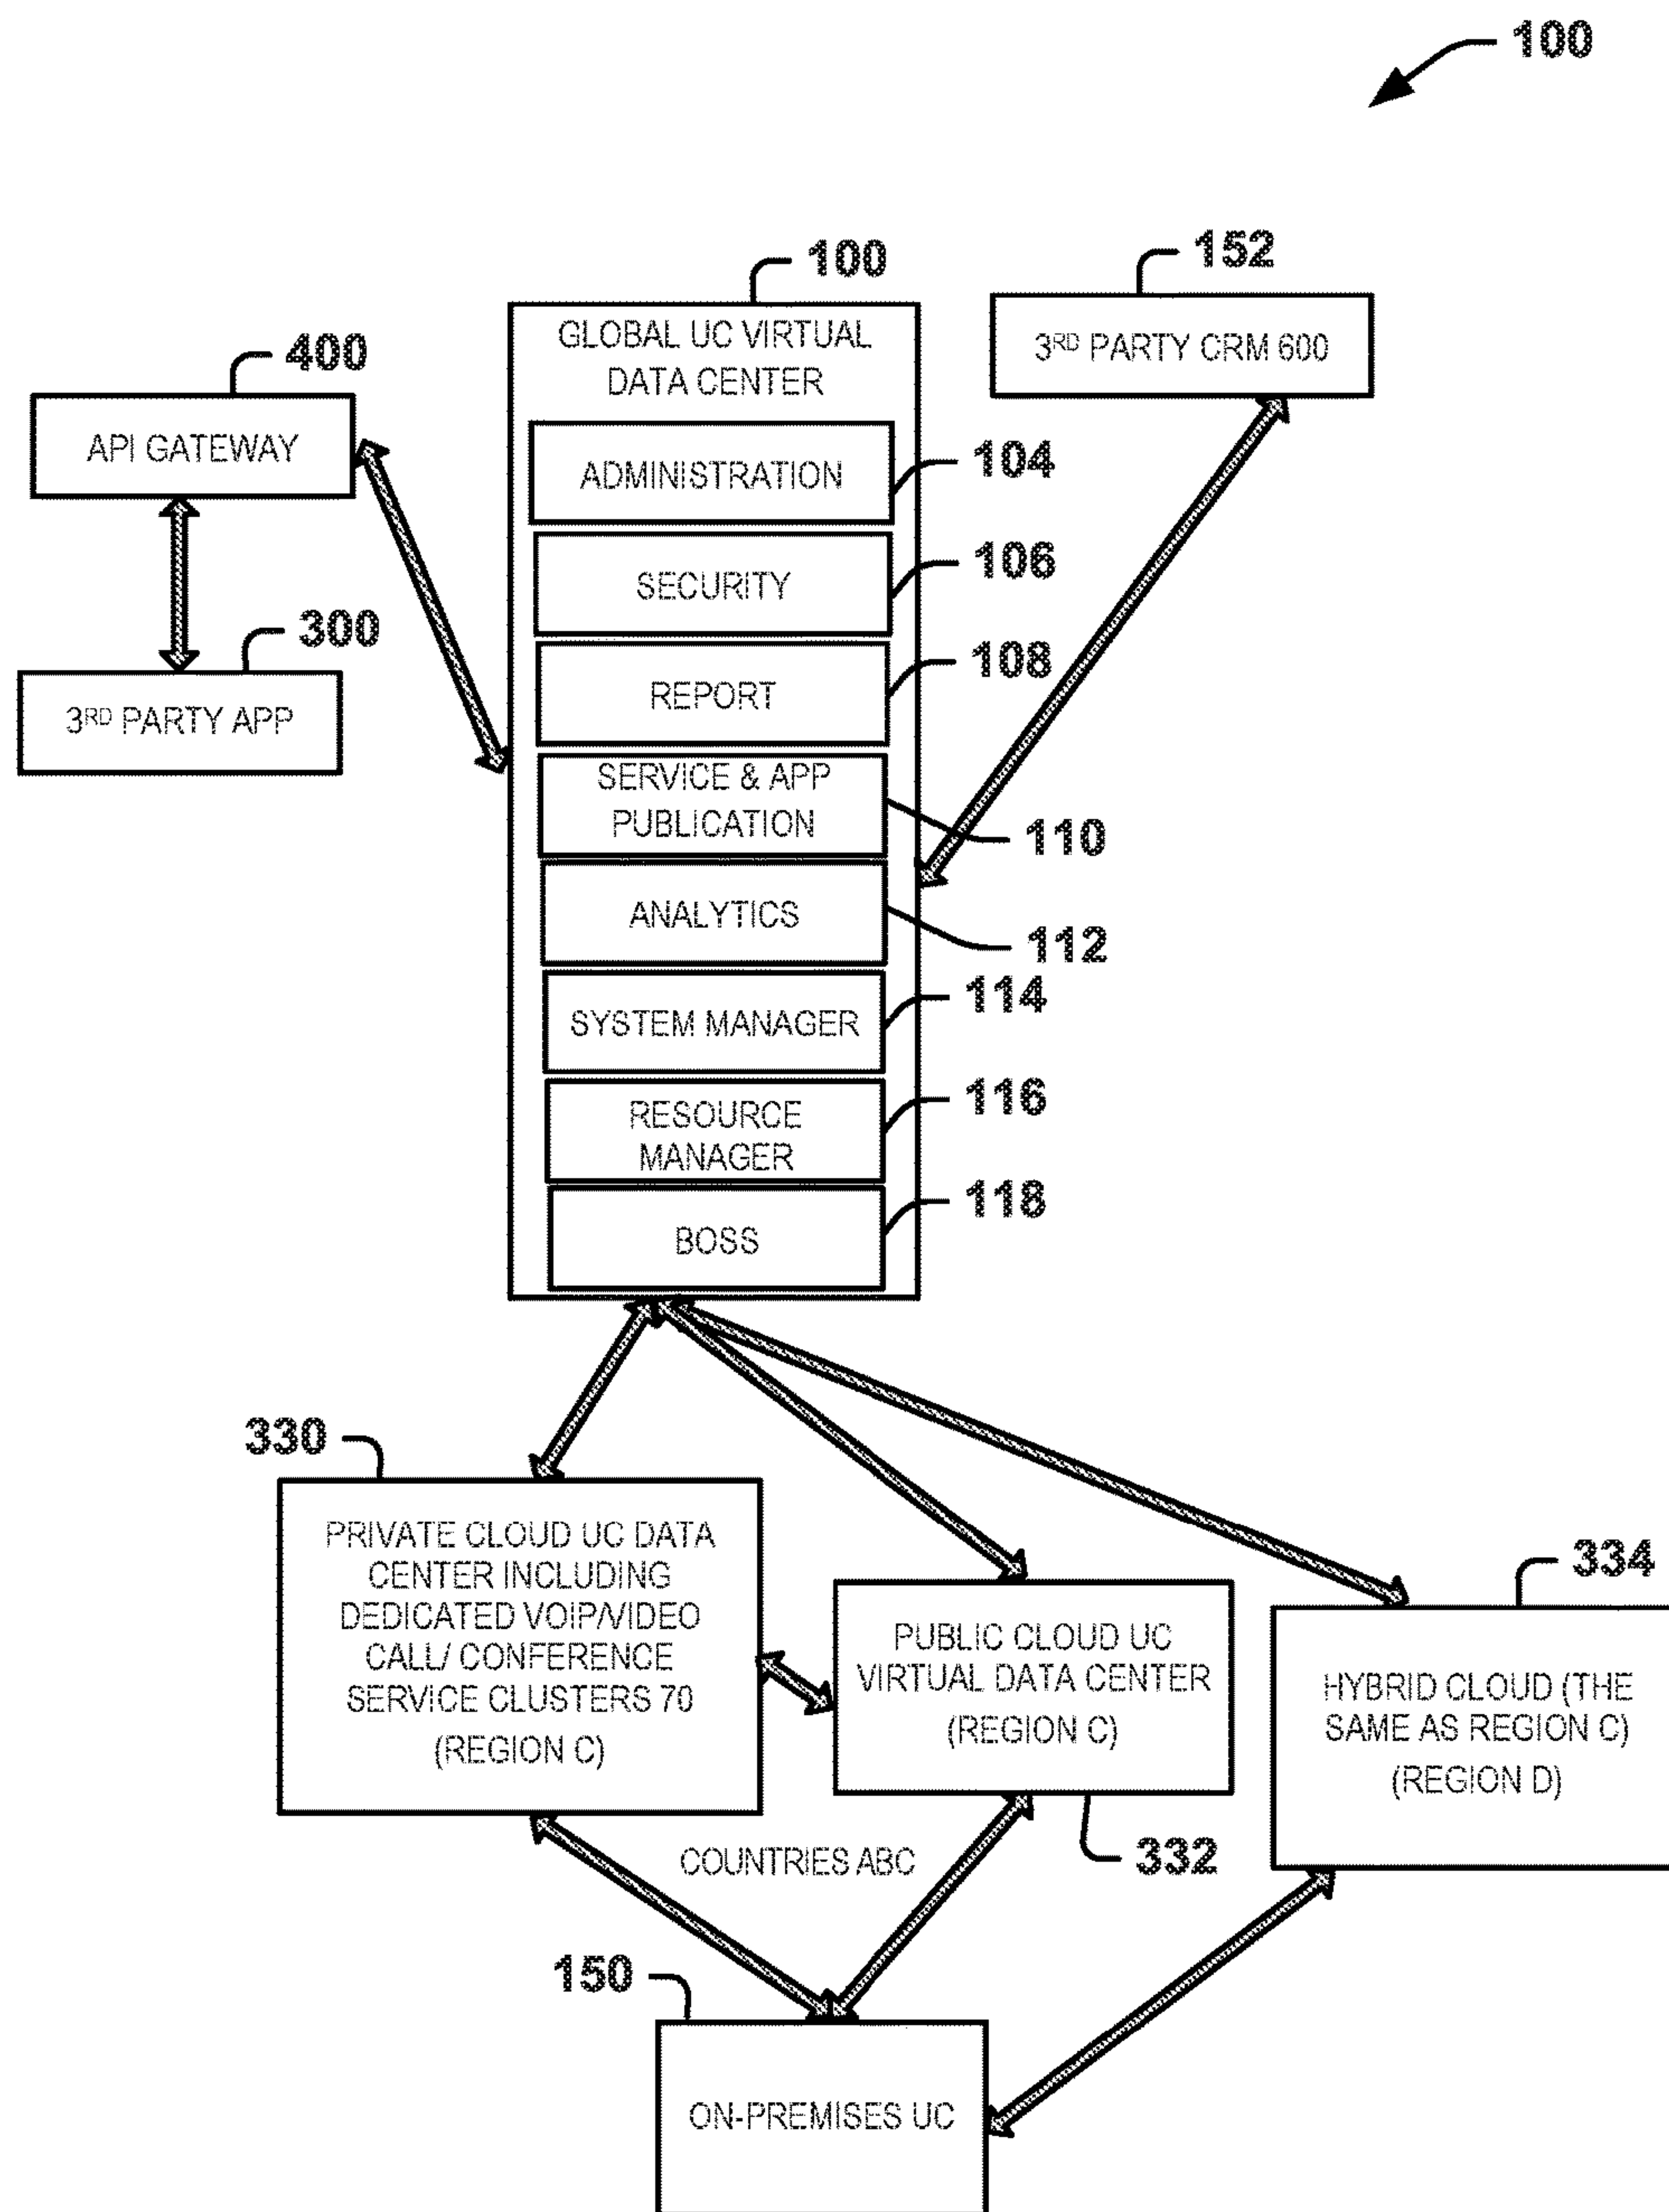 100
100
152
GLOBAL UC VIRTUAL
DATA CENTER
3RD PARTY CRM 600
400
API GATEWAY
ADMINISTRATION
104
SECURITY
106
300
3RD PARTY APP
REPORT
108
SERVICE & APP
PUBLICATION
110
ANALYTICS
112
SYSTEM MANAGER
114
RESOURCE
MANAGER
116
BOSS
118
330
PRIVATE CLOUD UC DATA
CENTER INCLUDING
DEDICATED VOIP/VIDEO
CALL/ CONFERENCE
SERVICE CLUSTERS 70
(REGION C)
PUBLIC CLOUD UC
VIRTUAL DATA CENTER
(REGION C)
332
334
HYBRID CLOUD (THE
SAME AS REGION C)
(REGION D)
COUNTRIES ABC
150
ON-PREMISES UC